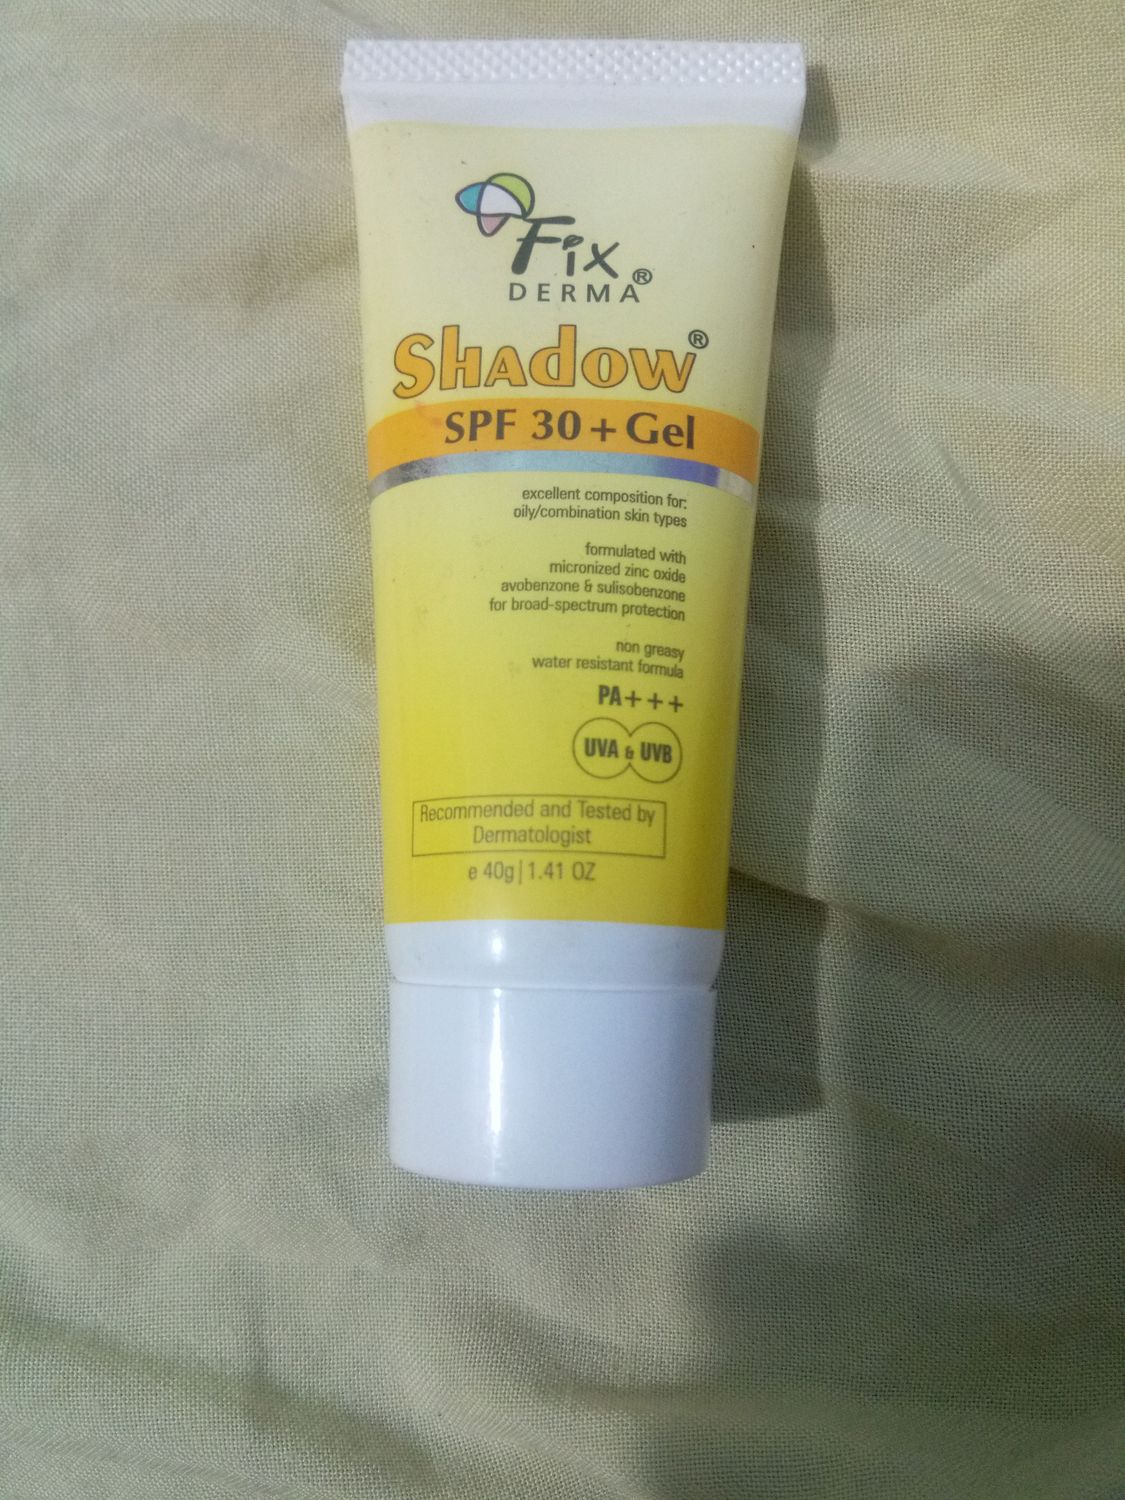 Fix
DERMA®
Shadow®
SPF 30 + Gel
excellent composition for:
oily/combination skin types
formulated with
micronized zinc oxide
avobenzone & sulisobenzone
for broad-spectrum protection
non greasy
water resistant formula
PA+++
UVA & UVB
Recommended and Tested by
Dermatologist
e 40g|1.41 OZ